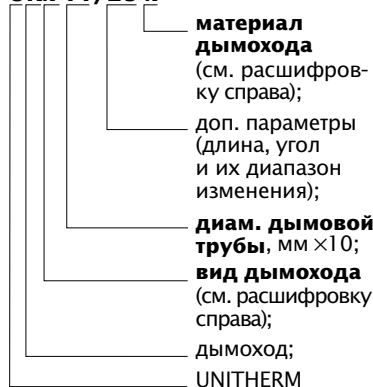 материал
дымохода
(см. расшифров-
ку справа);
доп. параметры
(длина, угол
и их диапазон
изменения);
диам. дымовой
трубы, мм ×10;
вид дымохода
(см. расшифровку
справа);
дымоход;
UNITHERM